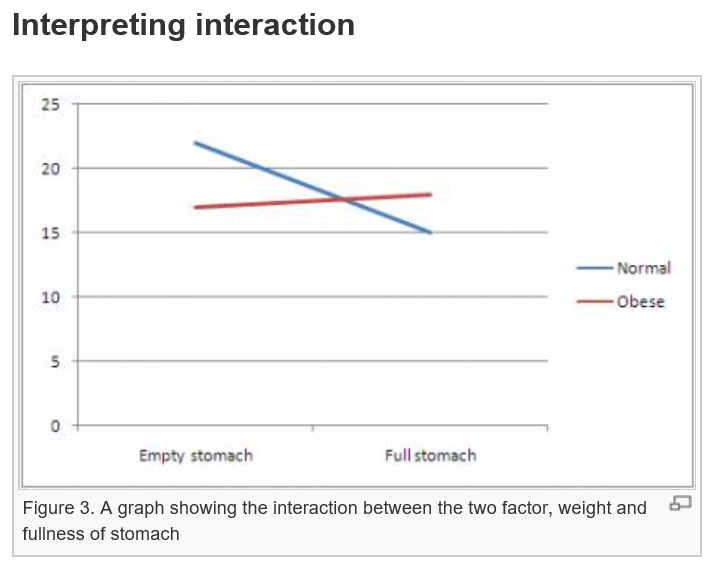 Interpreting interaction
25
20
15
10
5
0
Normal
Obese
Empty stomach
Full stomach
Figure 3. A graph showing the interaction between the two factor, weight and
fullness of stomach